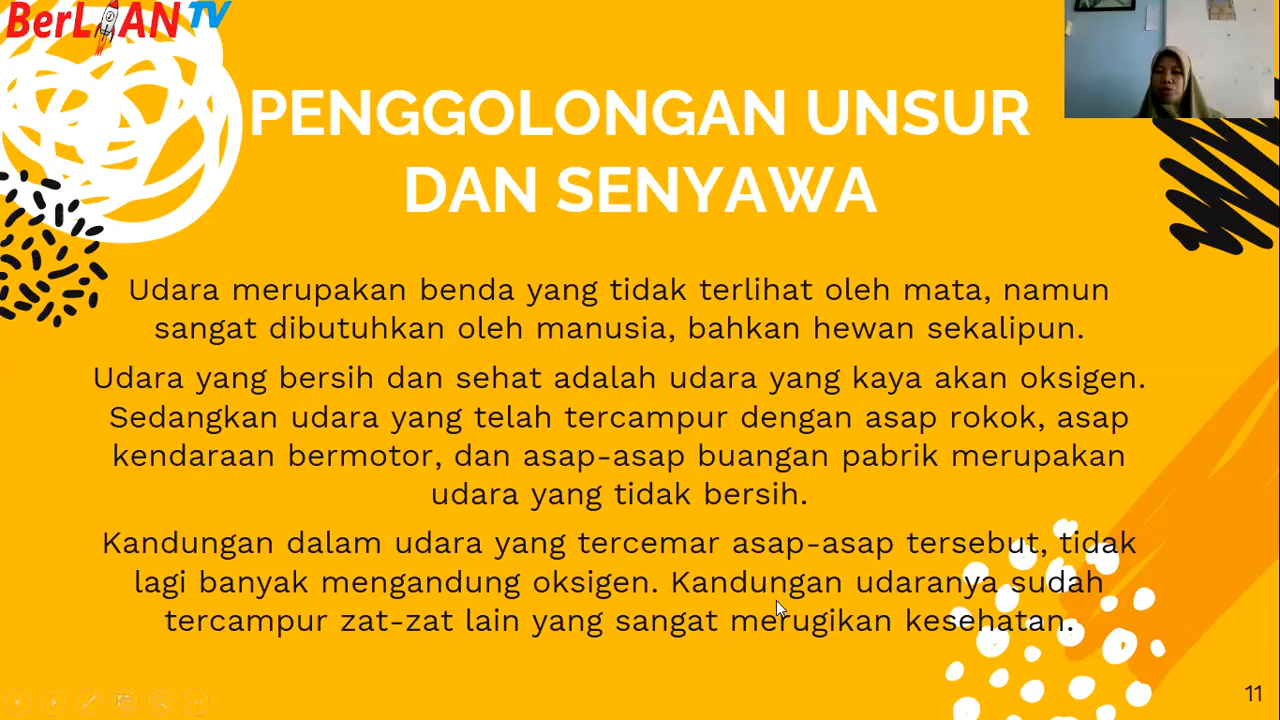 BerLIAN TV
PENGGOLONGAN UNSUR
DAN SENYAWA
Udara merupakan benda yang tidak terlihat oleh mata, namun
sangat dibutuhkan oleh manusia, bahkan hewan sekalipun.
Udara yang bersih dan sehat adalah udara yang kaya akan oksigen.
Sedangkan udara yang telah tercampur dengan asap rokok, asap
kendaraan bermotor, dan asap-asap buangan pabrik merupakan
udara yang tidak bersih.
Kandungan dalam udara yang tercemar asap-asap tersebut, tidak
lagi banyak mengandung oksigen. Kandungan udaranya sudah
tercampur zat-zat lain yang sangat merugikan kesehatan.
11